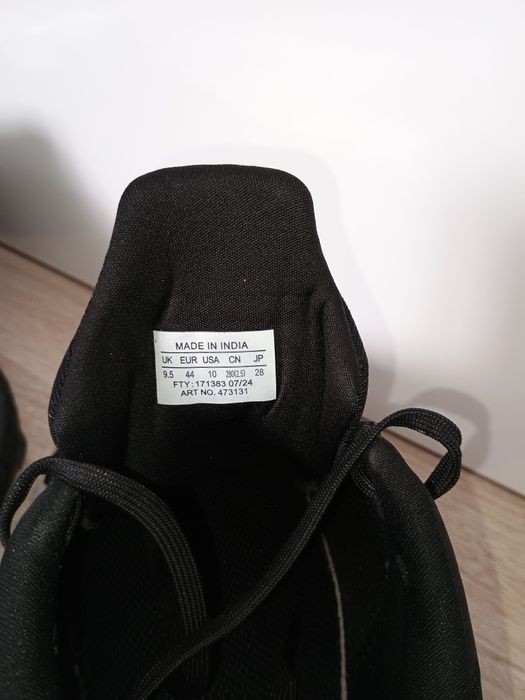 MADE IN INDIA
UK EUR USA CN JP
9.5 44 10 280(2.5) 28
FTY: 171383 07/24
ART NO. 473131